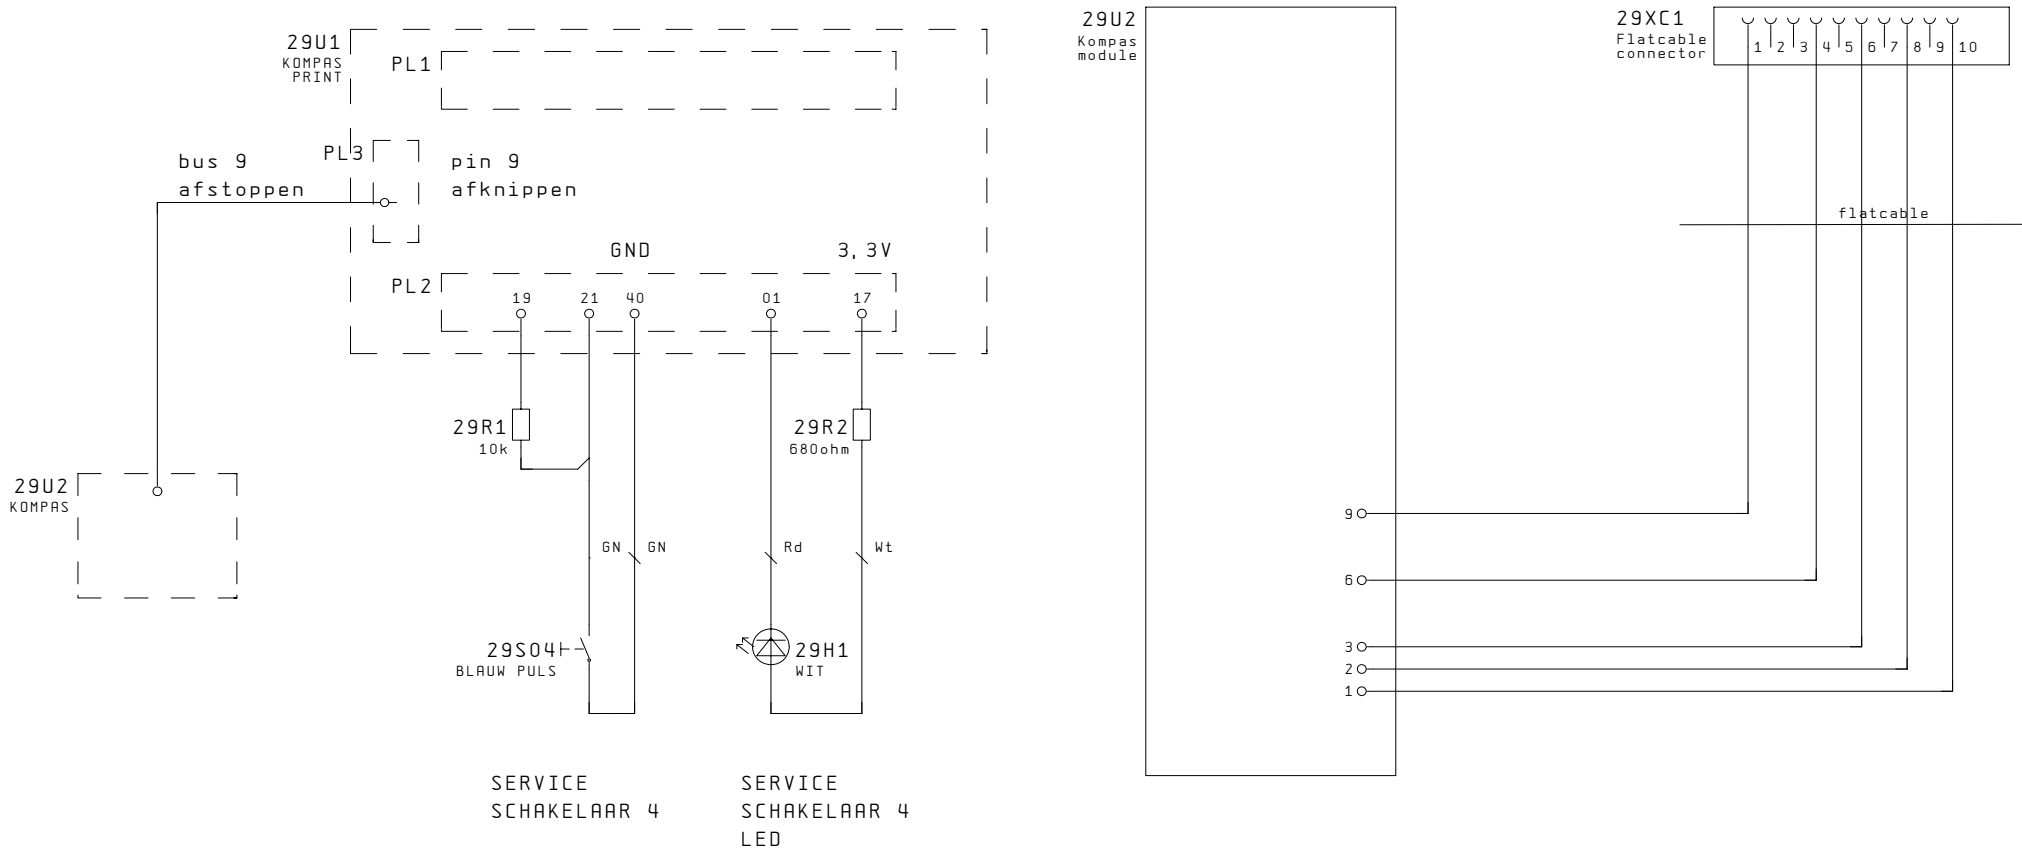 29U1
KOMPAS
PRINT
PL1
PL3
bus 9
afstoppen
pin 9
afknippen
GND
3,3V
PL2
19
21
40
01
17
29R1
10k
29R2
680ohm
29U2
KOMPAS
GN
GN
Rd
Wt
29S04
BLAUW PULS
29H1
WIT
SERVICE
SCHAKELAAR 4
SERVICE
SCHAKELAAR 4
LED
29U2
Kompas
module
29XC1
Flatcable
connector
1 2 3 4 5 6 7 8 9 10
flatcable
9
6
3
2
1